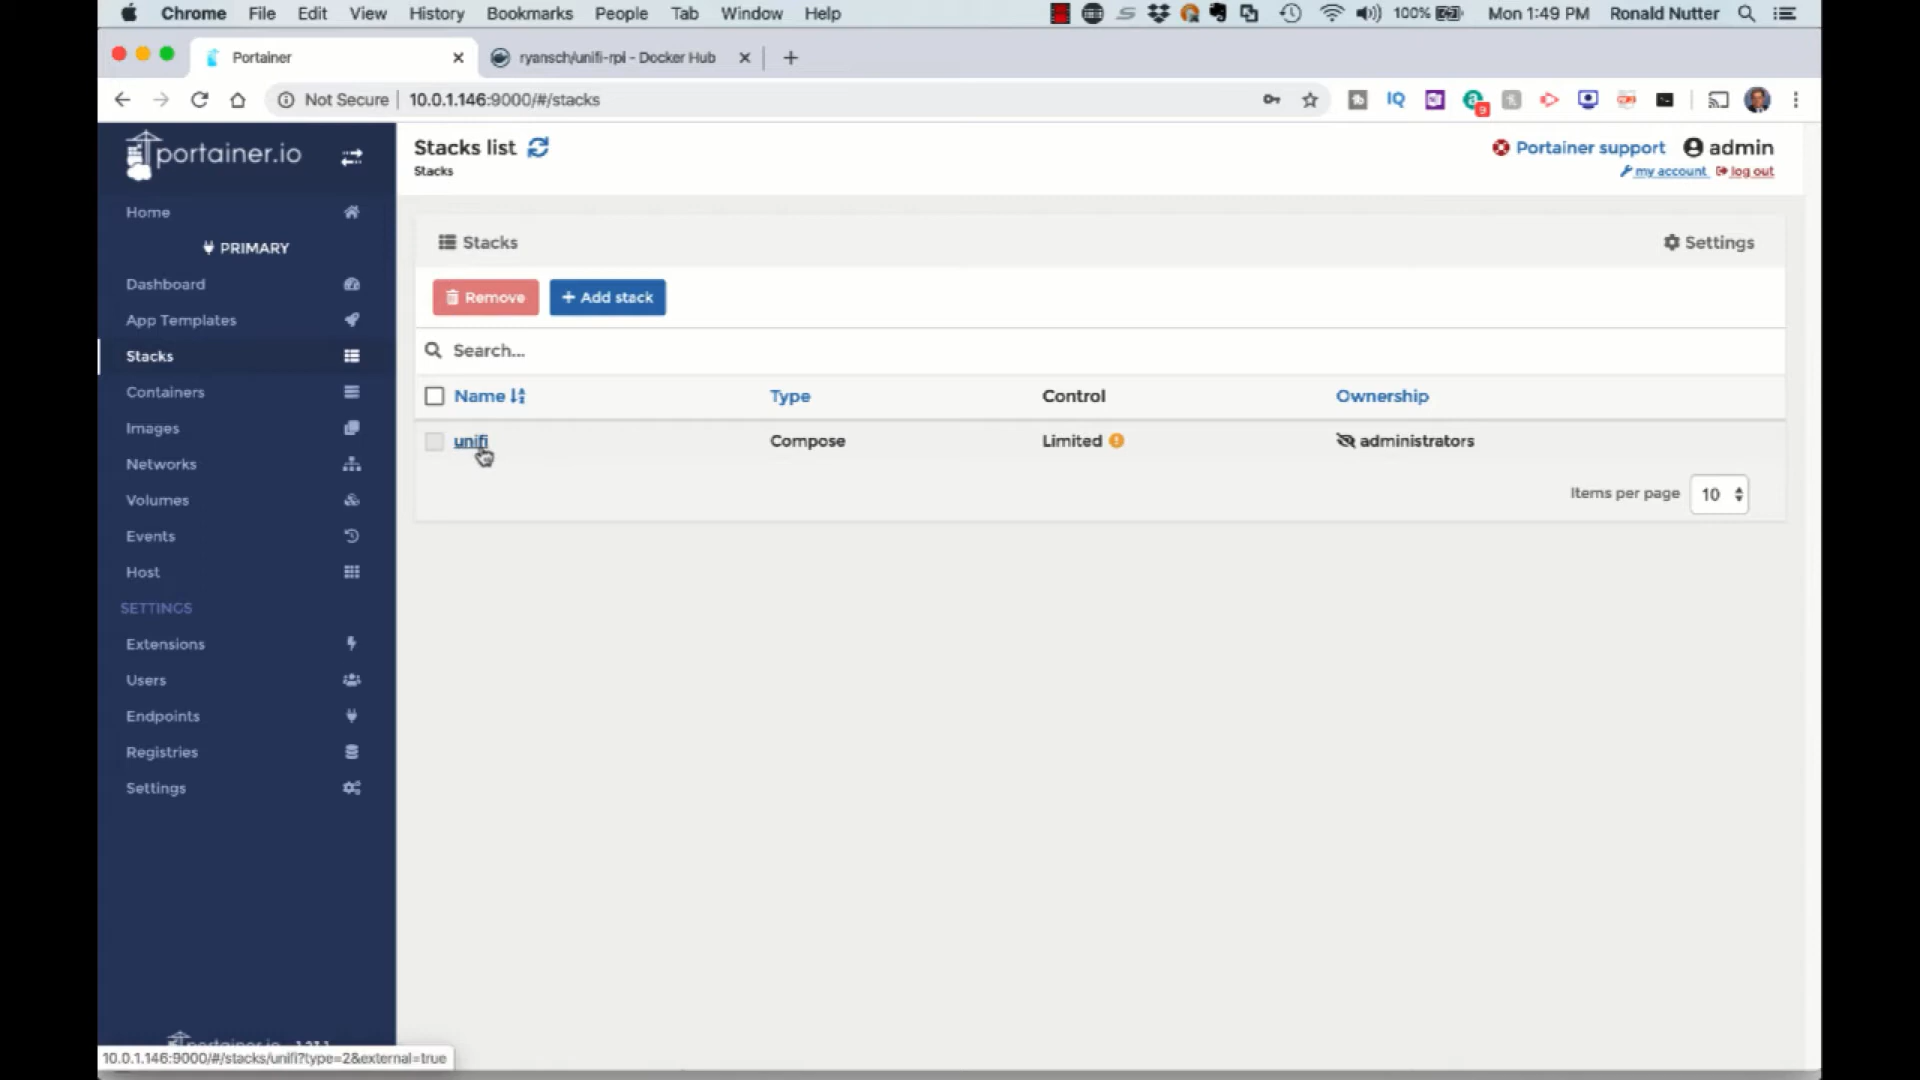 Chrome File Edit View History Bookmarks People Tab Window Help 100% Mon 1:49 PM Ronald Nutter
Portainer ryansch/unifi-rpi - Docker Hub
Not Secure 10.0.1.146:9000/#/stacks IQ 9
portainer.io
Stacks list
Stacks
Portainer support admin
my account log out
Home
PRIMARY
Dashboard
App Templates
Stacks
Containers
Images
Networks
Volumes
Events
Host
SETTINGS
Extensions
Users
Endpoints
Registries
Settings
Stacks Settings
Remove + Add stack
Search...
Name Type Control Ownership
unifi Compose Limited administrators
Items per page 10
10.0.1.146:9000/#/stacks/unifi?type=2&external=true